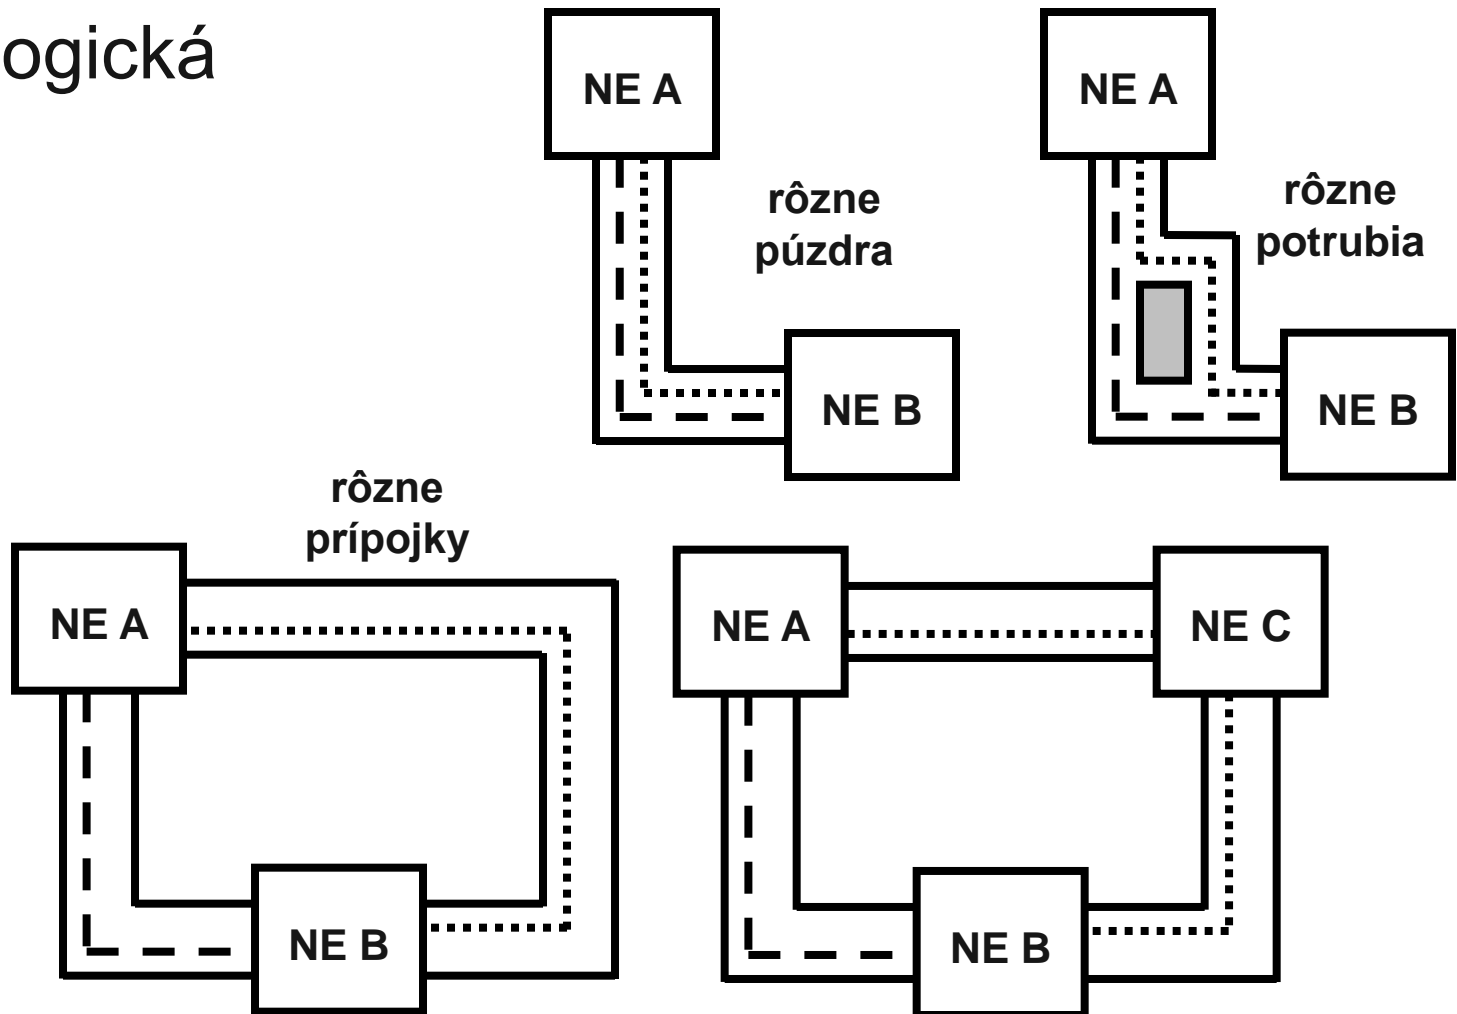 ogická
NE A
rôzne
púzdra
NE B
NE A
rôzne
potrubia
NE B
rôzne
prípojky
NE A
NE B
NE A
NE C
NE B